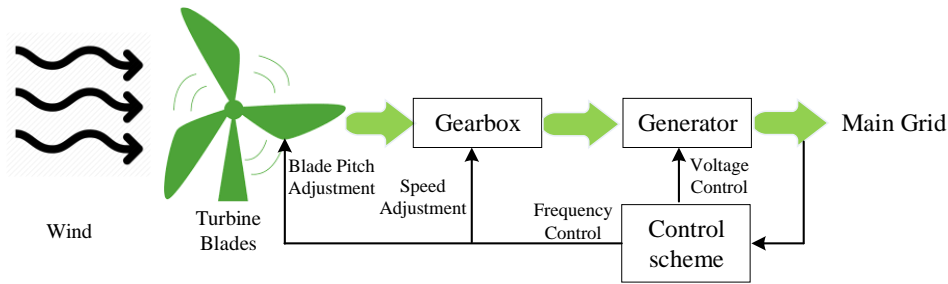 Gearbox
Generator
Main Grid
Blade Pitch
Adjustment
Speed
Adjustment
Voltage
Control
Frequency
Control
Turbine
Blades
Wind
Control
scheme